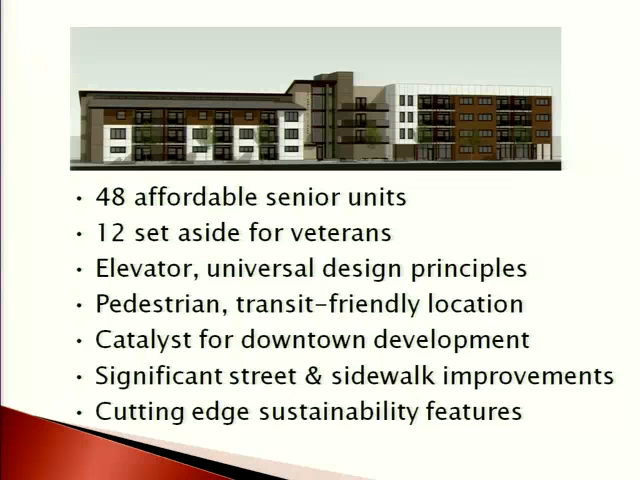 • 48 affordable senior units
• 12 set aside for veterans
• Elevator, universal design principles
• Pedestrian, transit-friendly location
• Catalyst for downtown development
• Significant street & sidewalk improvements
• Cutting edge sustainability features